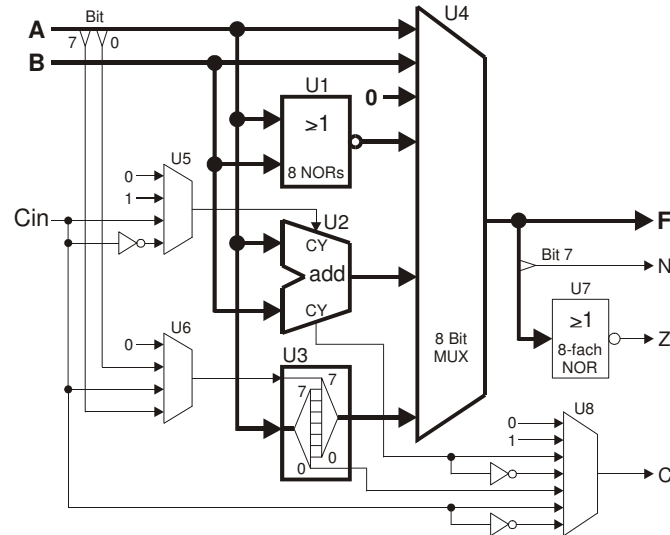 Bit
A
7
0
B
U4
U1
0
≥1
8 NORs
U5
0
1
Cin
U2
CY
add
CY
F
Bit 7
N
U7
≥1
8-fach
NOR
Z
U6
0
8 Bit
MUX
U3
7
7
0
0
U8
0
1
C